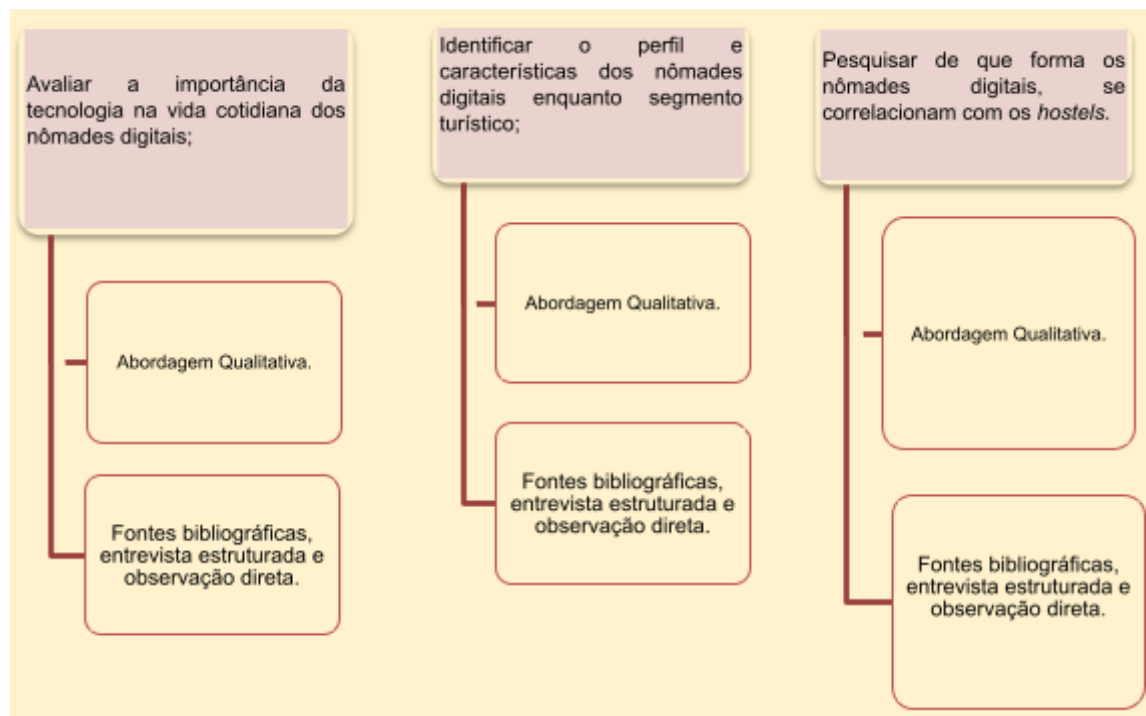 Avaliar a importância da
tecnologia na vida cotidiana dos
nômades digitais;
Abordagem Qualitativa.
Fontes bibliográficas,
entrevista estruturada e
observação direta.
Identificar o perfil e
características dos nômades
digitais enquanto segmento
turístico;
Abordagem Qualitativa.
Fontes bibliográficas,
entrevista estruturada e
observação direta.
Pesquisar de que forma os
nômades digitais, se
correlacionam com os hostels.
Abordagem Qualitativa.
Fontes bibliográficas,
entrevista estruturada e
observação direta.